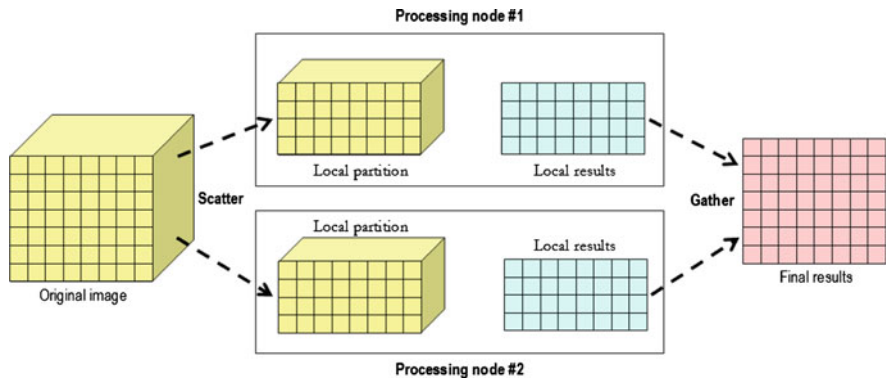 Processing node #1
Local partition
Local results
Scatter
Gather
Original image
Final results
Local partition
Local results
Processing node #2